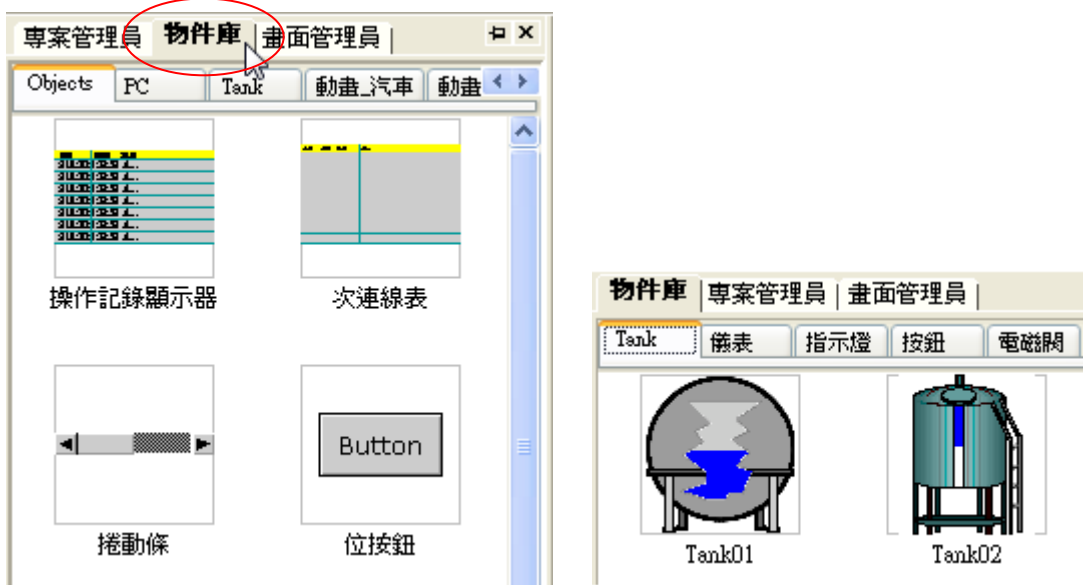 專案管理員 物件庫 畫面管理員
Objects PC Tank 動畫_汽車 動畫
操作記錄顯示器 次連線表
Button
捲動條 位按鈕
物件庫 專案管理員 畫面管理員
Tank 儀表 指示燈 按鈕 電磁閥
Tank01 Tank02